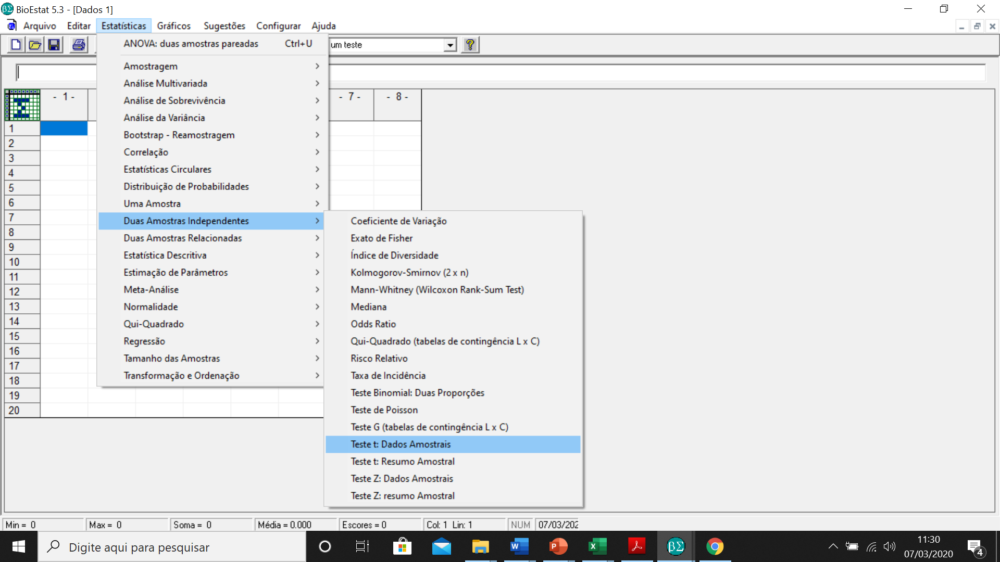 BioEstat 5.3 - [Dados 1]
Arquivo Editar Estatísticas Gráficos Sugestões Configurar Ajuda
ANOVA: duas amostras pareadas Ctrl+U
um teste
Amostragem
Análise Multivariada
Análise de Sobrevivência
Análise da Variância
Bootstrap - Reamostragem
Correlação
Estatísticas Circulares
Distribuição de Probabilidades
Uma Amostra
Duas Amostras Independentes
Duas Amostras Relacionadas
Estatística Descritiva
Estimação de Parâmetros
Meta-Análise
Normalidade
Qui-Quadrado
Regressão
Tamanho das Amostras
Transformação e Ordenação
Coeficiente de Variação
Exato de Fisher
Índice de Diversidade
Kolmogorov-Smirnov (2 x n)
Mann-Whitney (Wilcoxon Rank-Sum Test)
Mediana
Odds Ratio
Qui-Quadrado (tabelas de contingência L x C)
Risco Relativo
Taxa de Incidência
Teste Binomial: Duas Proporções
Teste de Poisson
Teste G (tabelas de contingência L x C)
Teste t: Dados Amostrais
Teste t: Resumo Amostral
Teste Z: Dados Amostrais
Teste Z: resumo Amostral
- 1 - - 7 - - 8 -
1
2
3
4
5
6
7
8
9
10
11
12
13
14
15
16
17
18
19
20
Min = 0 Max = 0 Soma = 0 Média = 0.000 Escores = 0 Col: 1 Lin: 1 NUM 07/03/202
Digite aqui para pesquisar
11:30
07/03/2020
4